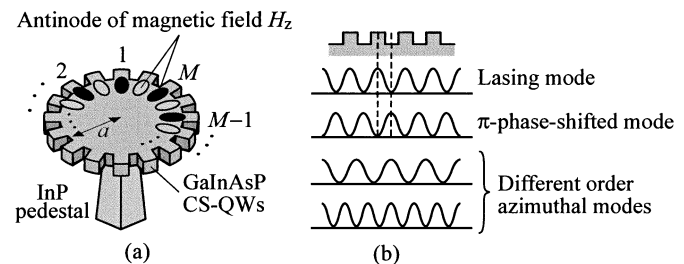 Antinode of magnetic field Hz
1
2
M
M−1
a
InP
pedestal
GaInAsP
CS-QWs
(a)
Lasing mode
π-phase-shifted mode
Different order
azimuthal modes
(b)